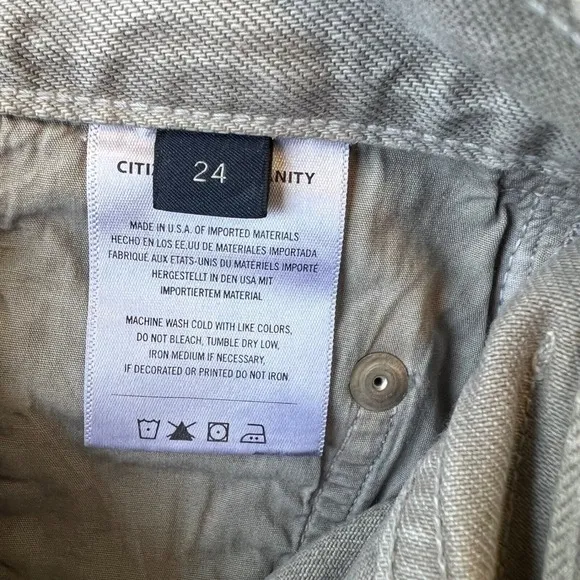 24
CITI ANITY
MADE IN U.S.A. OF IMPORTED MATERIALS
HECHO EN LOS EE.UU DE MATERIALES IMPORTADA
FABRIQUÉ AUX ETATS-UNIS DU MATÉRIELS IMPORTÉ
HERGESTELLT IN DEN USA MIT
IMPORTIERTEM MATERIAL
MACHINE WASH COLD WITH LIKE COLORS,
DO NOT BLEACH, TUMBLE DRY LOW,
IRON MEDIUM IF NECESSARY,
IF DECORATED OR PRINTED DO NOT IRON